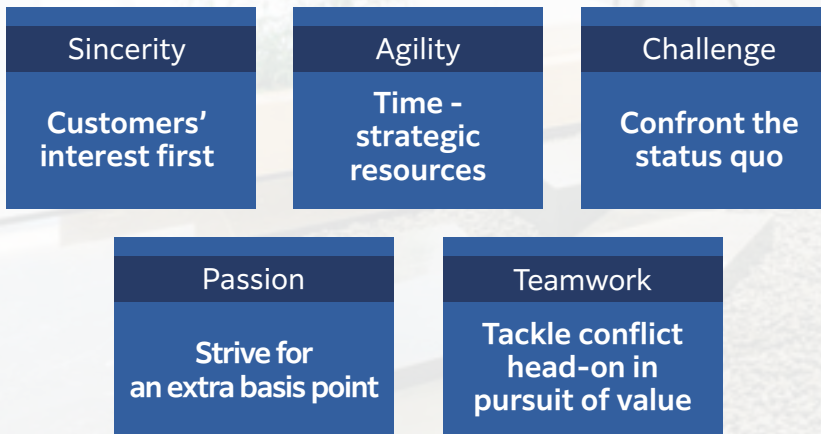 Sincerity
Customers’
interest first
Agility
Time -
strategic
resources
Challenge
Confront the
status quo
Passion
Strive for
an extra basis point
Teamwork
Tackle conflict
head-on in
pursuit of value